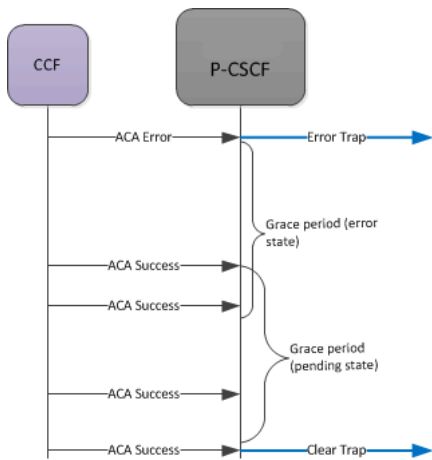 CCF
P-CSCF
ACA Error
Error Trap
Grace period (error
state)
ACA Success
ACA Success
Grace period
(pending state)
ACA Success
ACA Success
Clear Trap